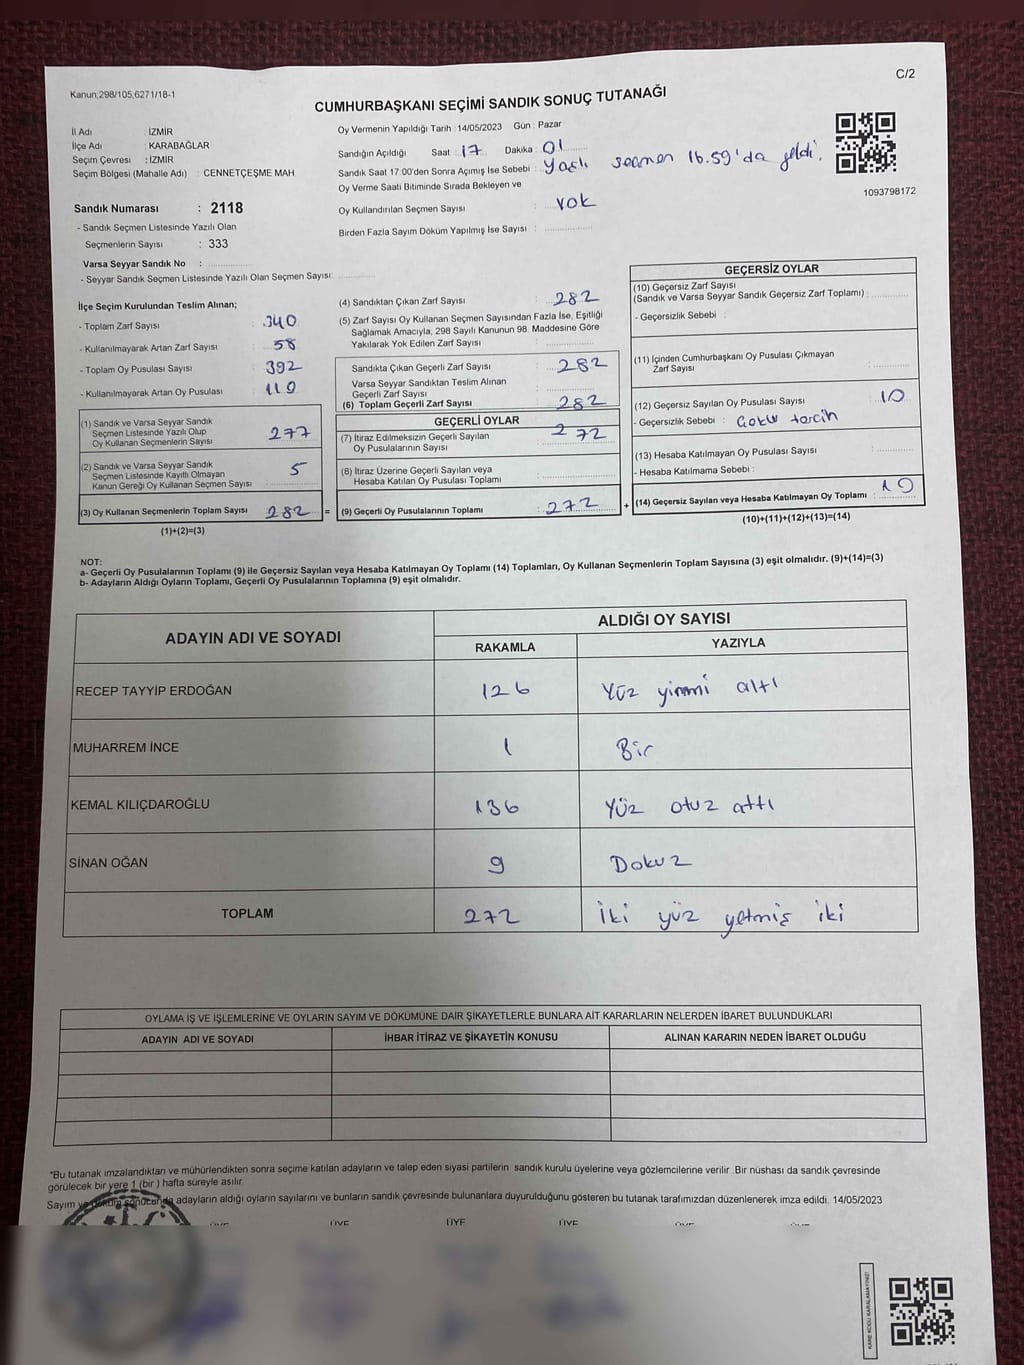 Kanun;298/105,6271/18-1
C/2
CUMHURBAŞKANI SEÇİMİ SANDIK SONUÇ TUTANAĞI
İl Adı : İZMİR
İlçe Adı : KARABAĞLAR
Seçim Çevresi : İZMİR
Seçim Bölgesi (Mahalle Adı) : CENNETÇEŞME MAH
Sandık Numarası : 2118
- Sandık Seçmen Listesinde Yazılı Olan
Seçmenlerin Sayısı : 333
Varsa Seyyar Sandık No :
- Seyyar Sandık Seçmen Listesinde Yazılı Olan Seçmen Sayısı:
Oy Vermenin Yapıldığı Tarih : 14/05/2023 Gün : Pazar
Sandığın Açıldığı Saat : 17 Dakika : 01
Sandık Saat 17:00'den Sonra Açımış İse Sebebi : Yaşlı seçmen 16.59'da geldi.
Oy Verme Saati Bitiminde Sırada Bekleyen ve
Oy Kullandırılan Seçmen Sayısı : Yok
Birden Fazla Sayım Döküm Yapılmış İse Sayısı :
1093798172
İlçe Seçim Kurulundan Teslim Alınan;
- Toplam Zarf Sayısı : 340
- Kullanılmayarak Artan Zarf Sayısı : 58
- Toplam Oy Pusulası Sayısı : 392
- Kullanılmayarak Artan Oy Pusulası : 110
(1) Sandık ve Varsa Seyyar Sandık
Seçmen Listesinde Yazılı Olup
Oy Kullanan Seçmenlerin Sayısı : 277
(2) Sandık ve Varsa Seyyar Sandık
Seçmen Listesinde Kayıtlı Olmayan
Kanun Gereği Oy Kullanan Seçmen Sayısı : 5
(3) Oy Kullanan Seçmenlerin Toplam Sayısı : 282 =
(1)+(2)=(3)
(4) Sandıktan Çıkan Zarf Sayısı : 282
(5) Zarf Sayısı Oy Kullanan Seçmen Sayısından Fazla İse, Eşitliği
Sağlamak Amacıyla; 298 Sayılı Kanunun 98. Maddesine Göre
Yakılarak Yok Edilen Zarf Sayısı :
Sandıkta Çıkan Geçerli Zarf Sayısı : 282
Varsa Seyyar Sandıktan Teslim Alınan
Geçerli Zarf Sayısı :
(6) Toplam Geçerli Zarf Sayısı : 282
GEÇERLİ OYLAR
(7) İtiraz Edilmeksizin Geçerli Sayılan
Oy Pusulasının Sayısı : 272
(8) İtiraz Üzerine Geçerli Sayılan veya
Hesaba Katılan Oy Pusulası Toplamı :
(9) Geçerli Oy Pusulalarının Toplamı : 272 +
GEÇERSİZ OYLAR
(10) Geçersiz Zarf Sayısı
(Sandık ve Varsa Seyyar Sandık Geçersiz Zarf Toplamı) :
- Geçersizlik Sebebi :
(11) İçinden Cumhurbaşkanı Oy Pusulası Çıkmayan
Zarf Sayısı :
(12) Geçersiz Sayılan Oy Pusulası Sayısı : 10
- Geçersizlik Sebebi : Çoklu tercih
(13) Hesaba Katılmayan Oy Pusulası Sayısı :
- Hesaba Katılmama Sebebi :
(14) Geçersiz Sayılan veya Hesaba Katılmayan Oy Toplamı : 10
(10)+(11)+(12)+(13)=(14)
NOT:
a- Geçerli Oy Pusulalarının Toplamı (9) ile Geçersiz Sayılan veya Hesaba Katılmayan Oy Toplamı (14) Toplamları, Oy Kullanan Seçmenlerin Toplam Sayısına (3) eşit olmalıdır. (9)+(14)=(3)
b- Adayların Aldığı Oyların Toplamı, Geçerli Oy Pusulalarının Toplamına (9) eşit olmalıdır.
ADAYIN ADI VE SOYADI
ALDIĞI OY SAYISI
RAKAMLA YAZIYLA
RECEP TAYYİP ERDOĞAN 126 Yüz yirmi altı
MUHARREM İNCE 1 Bir
KEMAL KILIÇDAROĞLU 136 Yüz otuz altı
SİNAN OĞAN 9 Dokuz
TOPLAM 272 İki yüz yetmiş iki
OYLAMA İŞ VE İŞLEMLERİNE VE OYLARIN SAYIM VE DÖKÜMÜNE DAİR ŞİKAYETLERLE BUNLARA AİT KARARLARIN NELERDEN İBARET BULUNDUKLARI
ADAYIN ADI VE SOYADI İHBAR İTİRAZ VE ŞİKAYETİN KONUSU ALINAN KARARIN NEDEN İBARET OLDUĞU
*Bu tutanak imzalandıktan ve mühürlendikten sonra seçime katılan adayların ve talep eden siyasi partilerin sandık kurulu üyelerine veya gözlemcilerine verilir .Bir nüshası da sandık çevresinde
görülecek bir yere 1 (bir ) hafta süreyle asılır.
Sayım ve döküm sonucunda adayların aldığı oyların sayılarını ve bunların sandık çevresinde bulunanlara duyurulduğunu gösteren bu tutanak tarafımızdan düzenlenerek imza edildi. 14/05/2023
ÜYE ÜYE ÜYE ÜYE ÜYE ÜYE
KARE KODU KARALAMAYINIZ!